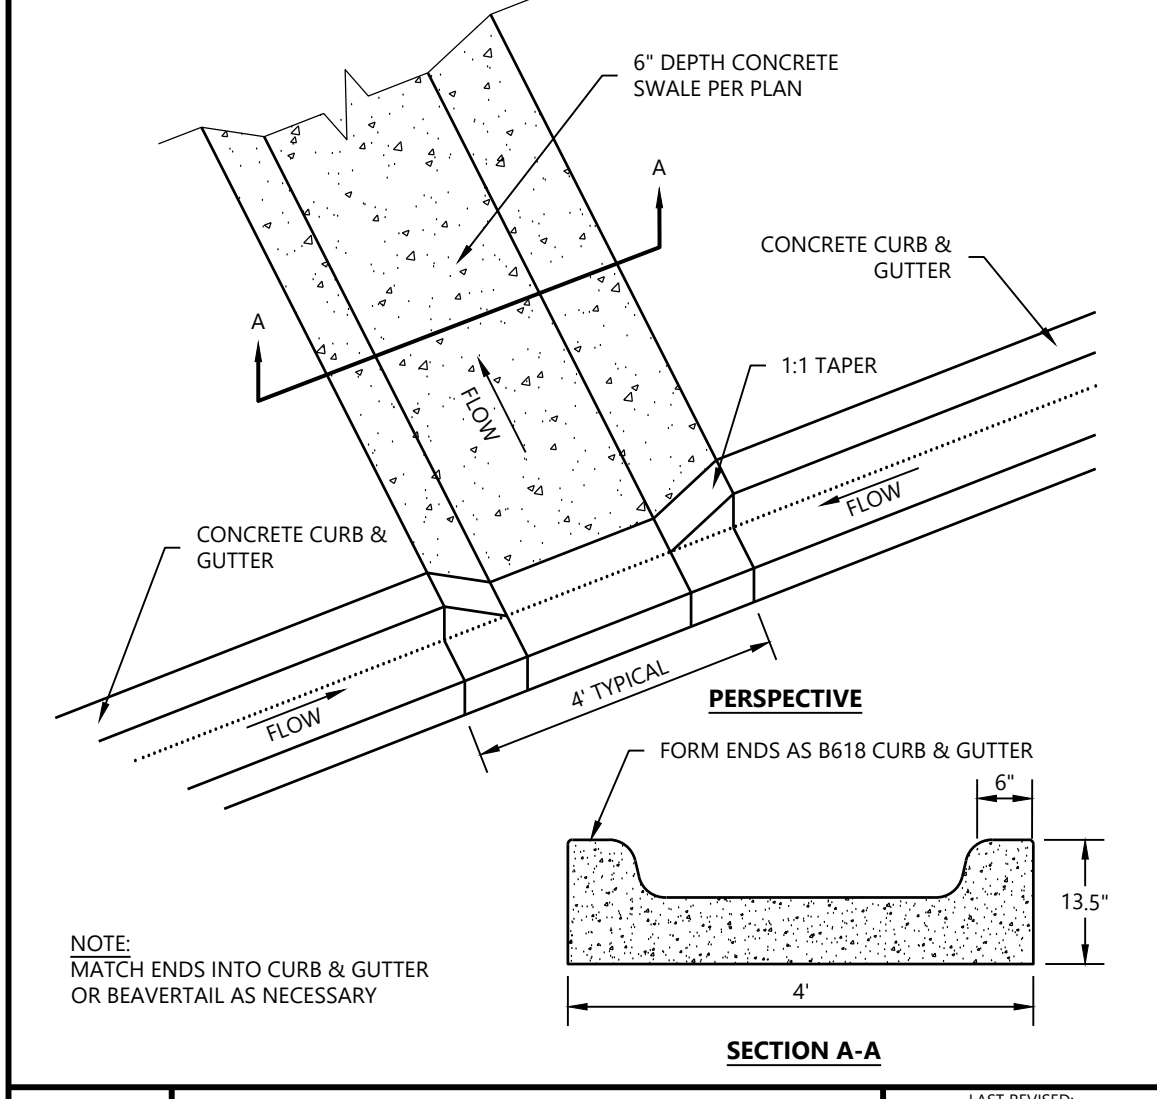 6" DEPTH CONCRETE
SWALE PER PLAN
A
CONCRETE CURB &
GUTTER
A
1:1 TAPER
FLOW
FLOW
CONCRETE CURB &
GUTTER
4' TYPICAL
FLOW
PERSPECTIVE
FORM ENDS AS B618 CURB & GUTTER
6"
13.5"
NOTE:
MATCH ENDS INTO CURB & GUTTER
OR BEAVERTAIL AS NECESSARY
4'
SECTION A-A
LAST REVISED: